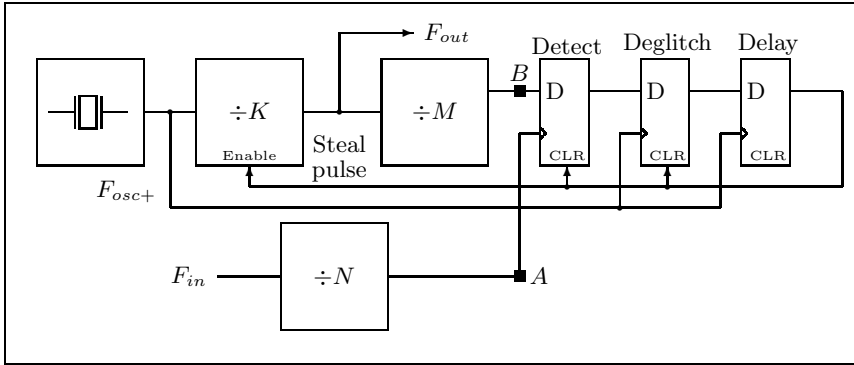 F_out
Detect
Deglitch
Delay
B
÷K
÷M
D
D
D
Enable
Steal
pulse
CLR
CLR
CLR
F_osc+
F_in
÷N
A